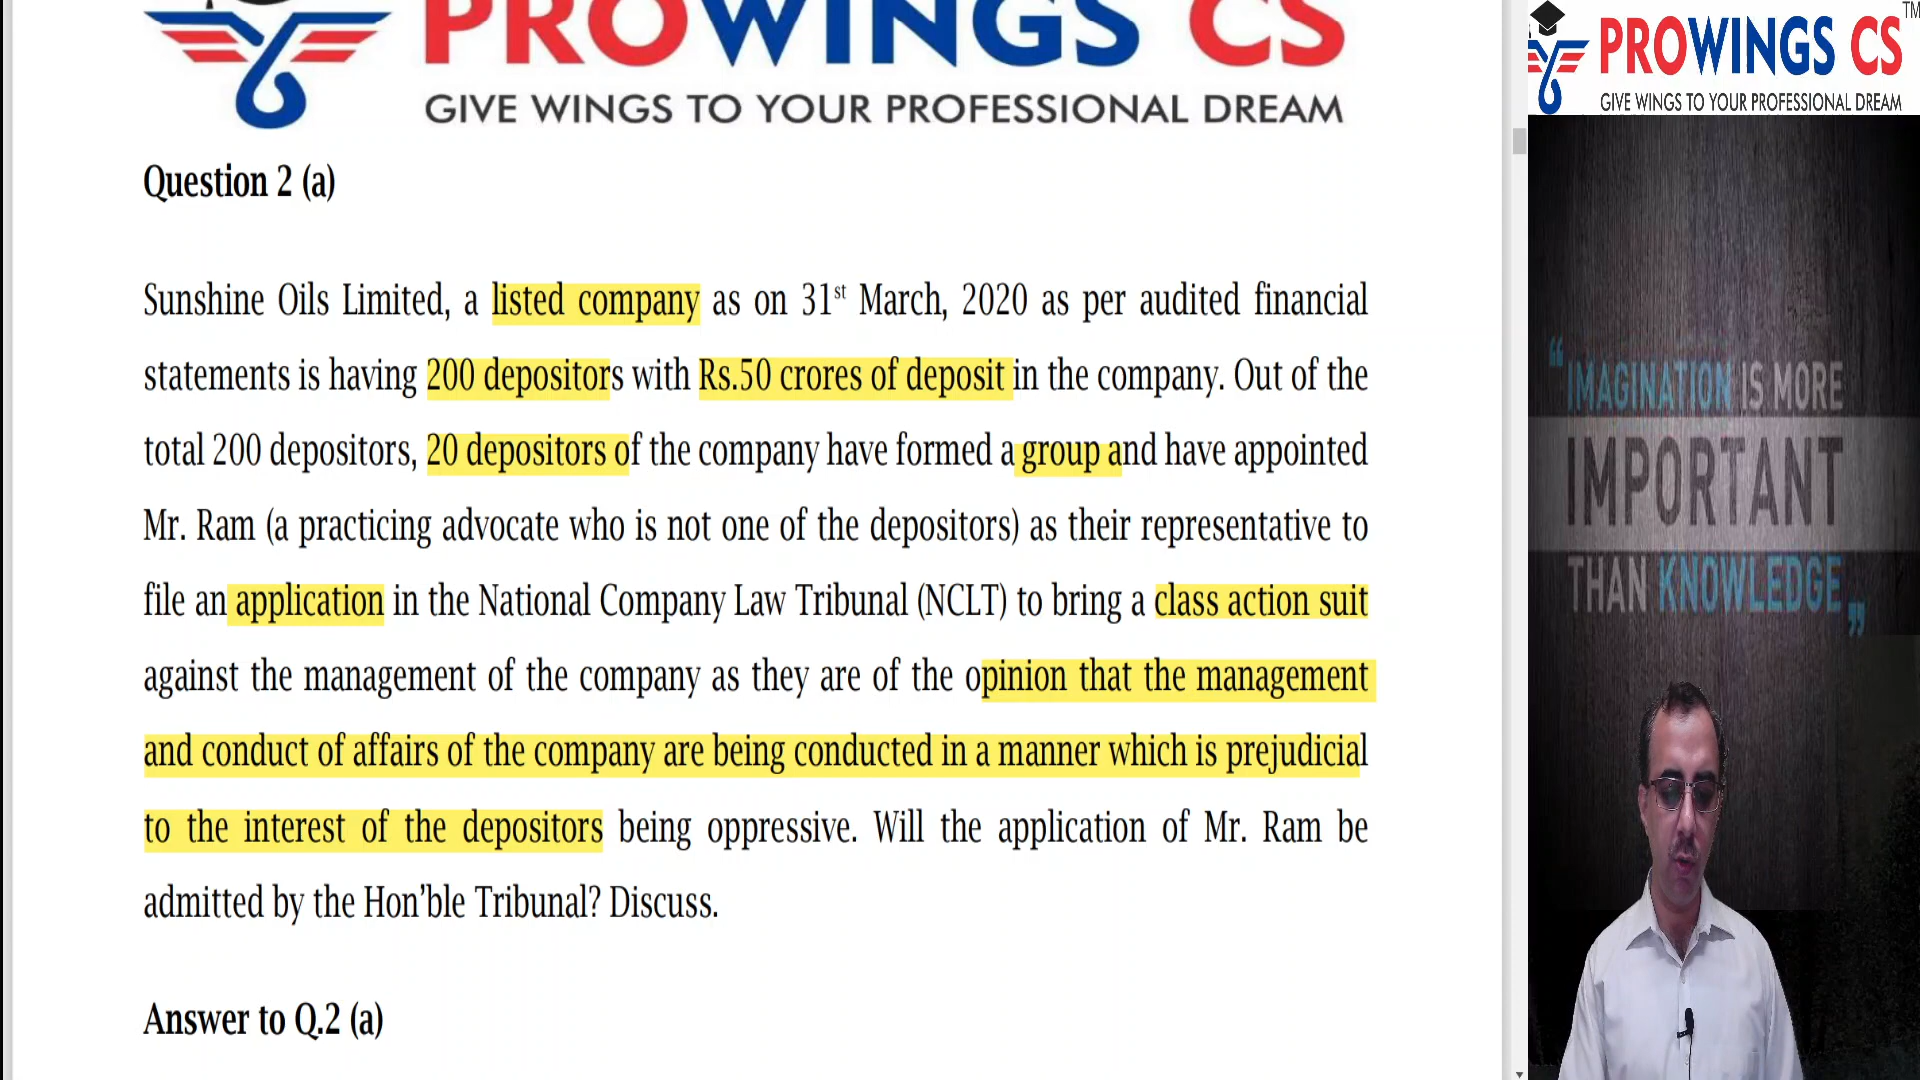 PROWINGS CS
GIVE WINGS TO YOUR PROFESSIONAL DREAM
Question 2 (a)
Sunshine Oils Limited, a listed company as on 31st March, 2020 as per audited financial
statements is having 200 depositors with Rs.50 crores of deposit in the company. Out of the
total 200 depositors, 20 depositors of the company have formed a group and have appointed
Mr. Ram (a practicing advocate who is not one of the depositors) as their representative to
file an application in the National Company Law Tribunal (NCLT) to bring a class action suit
against the management of the company as they are of the opinion that the management
and conduct of affairs of the company are being conducted in a manner which is prejudicial
to the interest of the depositors being oppressive. Will the application of Mr. Ram be
admitted by the Hon’ble Tribunal? Discuss.
Answer to Q.2 (a)
PROWINGS CS TM
GIVE WINGS TO YOUR PROFESSIONAL DREAM
“IMAGINATION IS MORE
IMPORTANT
THAN KNOWLEDGE„